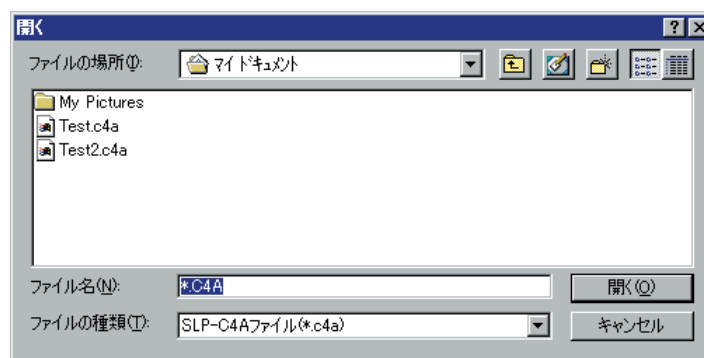 開く
ファイルの場所(I):
マイ ドキュメント
My Pictures
Test.c4a
Test2.c4a
ファイル名(N):
*.C4A
開く(O)
ファイルの種類(T):
SLP-C4Aファイル(*.c4a)
キャンセル